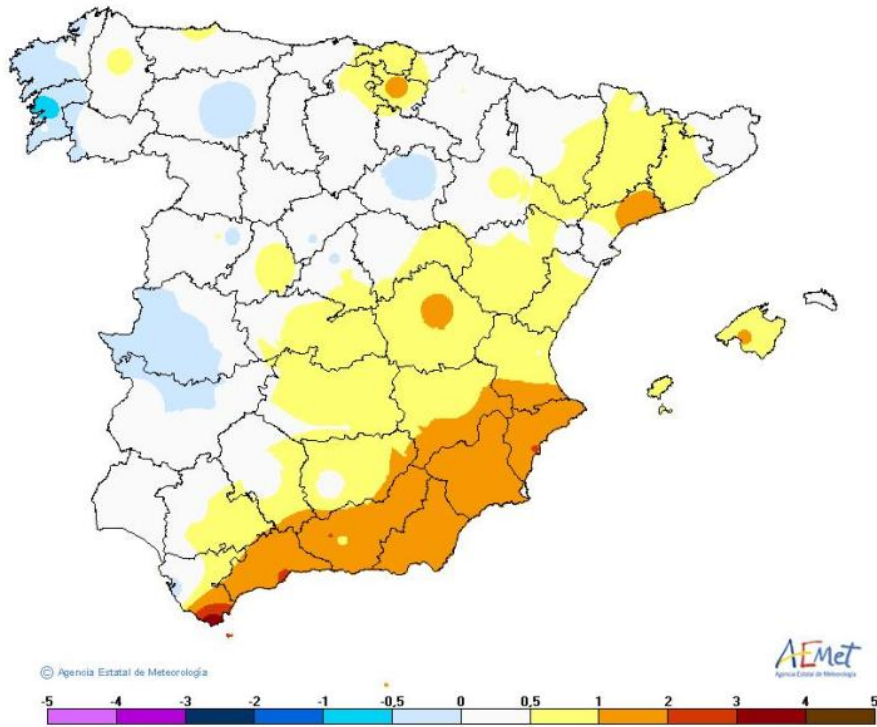 © Agencia Estatal de Meteorología
AEMet
Agencia Estatal de Meteorología
-5 -4 -3 -2 -1 -0,5 0 0,5 1 2 3 4 5